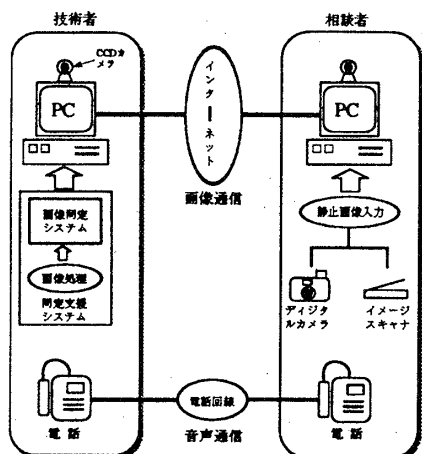 技術者
相談者
CCDカ
メラ
PC
インターネット
PC
画像通信
画像同定
システム
画像処理
同定支援
システム
静止画像入力
ディジタ
ルカメラ
イメージ
スキャナ
電話
電話回線
音声通信
電話